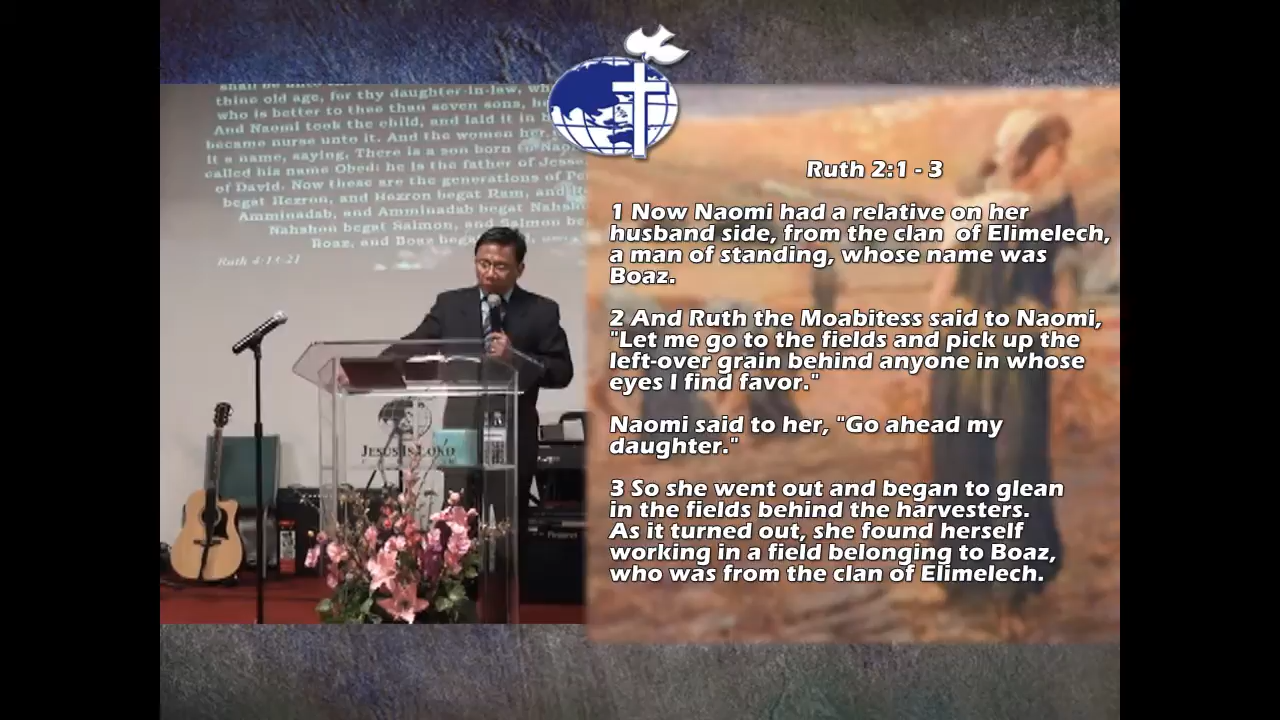 thine old age, for thy daughter-in-law,
who is better to thee than seven sons,
And Naomi took the child, and laid it in
became nurse unto it. And the women her
it a name, saying, There is a son born to
called his name Obed: he is the father of Jesse
of David. Now these are the generations of
begat Hezron, and Hezron begat Ram, and
Amminadab, and Amminadab begat
Nahshon begat Salmon, and Salmon
Boaz, and Boaz begat
Ruth 4:13-21
JESUS IS LORD
Ruth 2:1 - 3
1 Now Naomi had a relative on her
husband side, from the clan of Elimelech,
a man of standing, whose name was
Boaz.
2 And Ruth the Moabitess said to Naomi,
"Let me go to the fields and pick up the
left-over grain behind anyone in whose
eyes I find favor."
Naomi said to her, "Go ahead my
daughter."
3 So she went out and began to glean
in the fields behind the harvesters.
As it turned out, she found herself
working in a field belonging to Boaz,
who was from the clan of Elimelech.